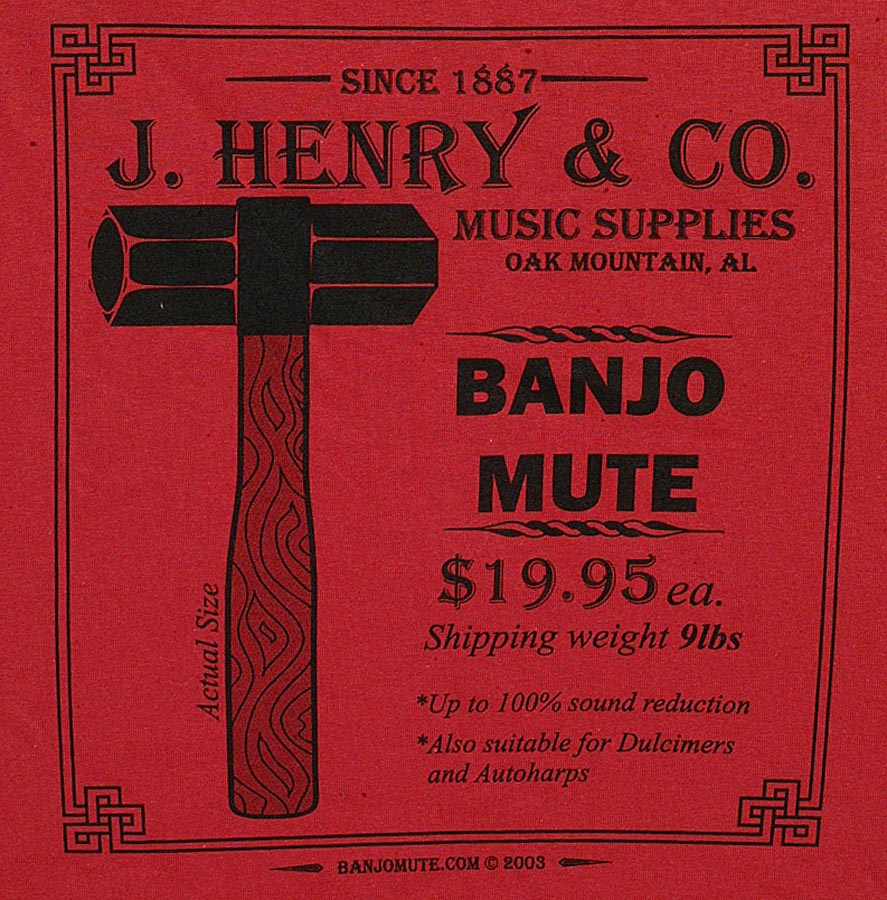 SINCE 1887
J. HENRY & CO.
MUSIC SUPPLIES
OAK MOUNTAIN, AL
BANJO
MUTE
$19.95 ea.
Shipping weight 9lbs
Actual Size
*Up to 100% sound reduction
*Also suitable for Dulcimers
and Autoharps
BANJOMUTE.COM © 2003